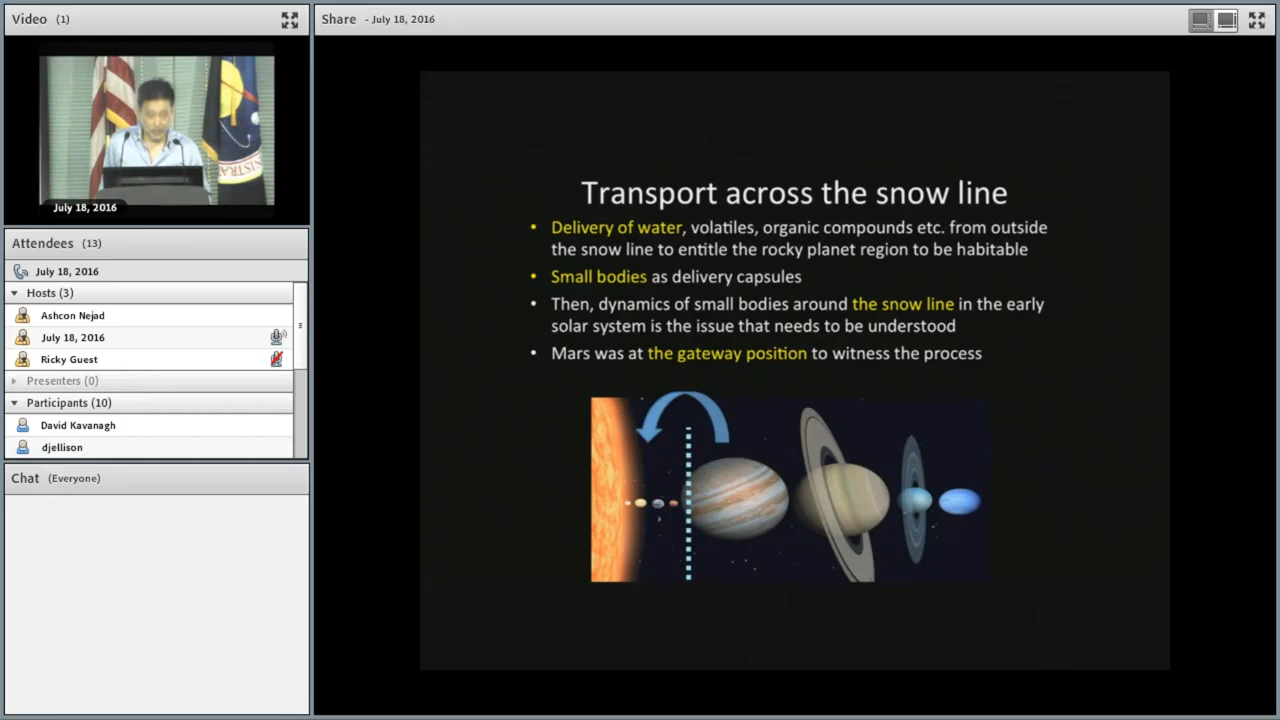 Video (1)
July 18, 2016
NISTRA
Attendees (13)
July 18, 2016
Hosts (3)
Ashcon Nejad
July 18, 2016
Ricky Guest
Presenters (0)
Participants (10)
David Kavanagh
djellison
Chat (Everyone)
Share - July 18, 2016
Transport across the snow line
• Delivery of water, volatiles, organic compounds etc. from outside
the snow line to entitle the rocky planet region to be habitable
• Small bodies as delivery capsules
• Then, dynamics of small bodies around the snow line in the early
solar system is the issue that needs to be understood
• Mars was at the gateway position to witness the process